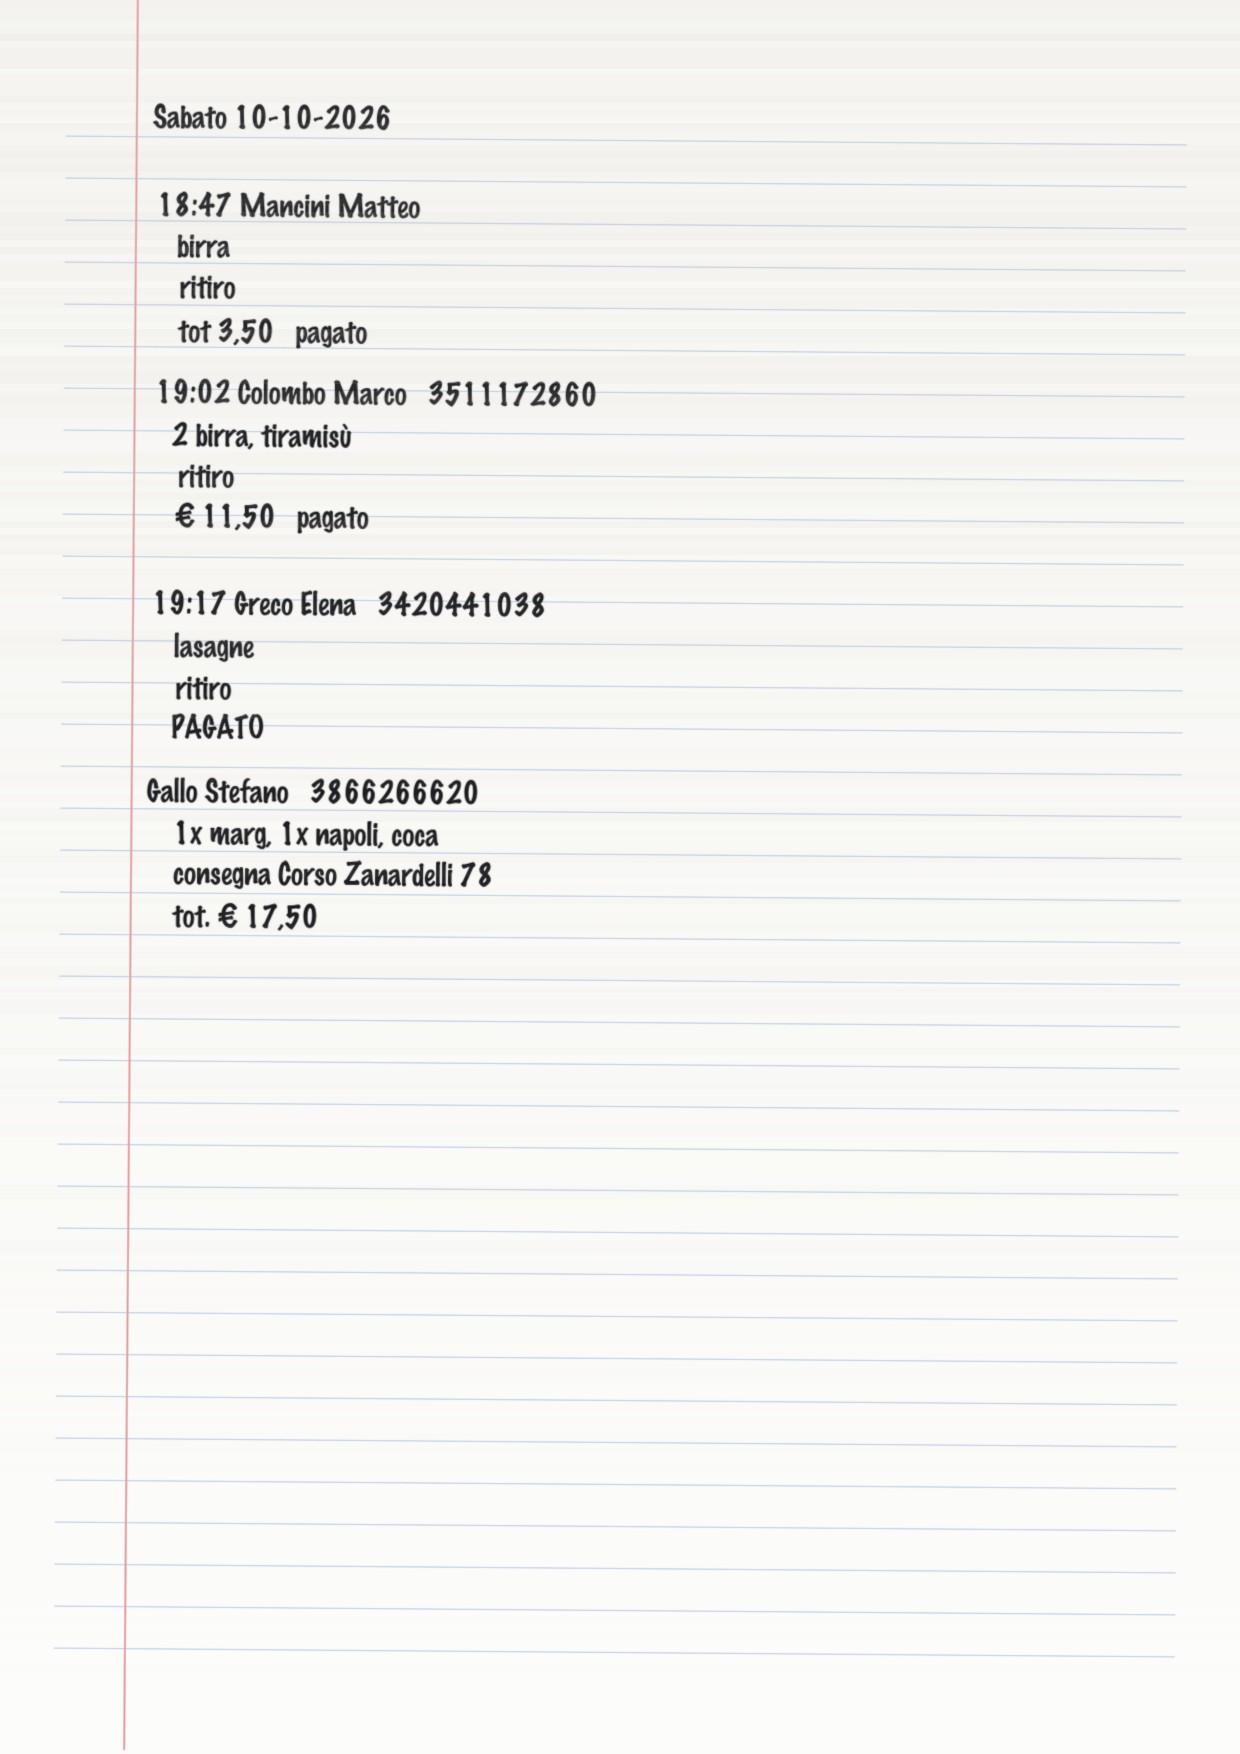 Sabato 10-10-2026
18:47 Mancini Matteo
birra
ritiro
tot 3,50 pagato
19:02 Colombo Marco 3511172860
2 birra, tiramisù
ritiro
€ 11,50 pagato
19:17 Greco Elena 3420441038
lasagne
ritiro
PAGATO
Gallo Stefano 3866266620
1x marg, 1x napoli, coca
consegna Corso Zanardelli 78
tot. € 17,50